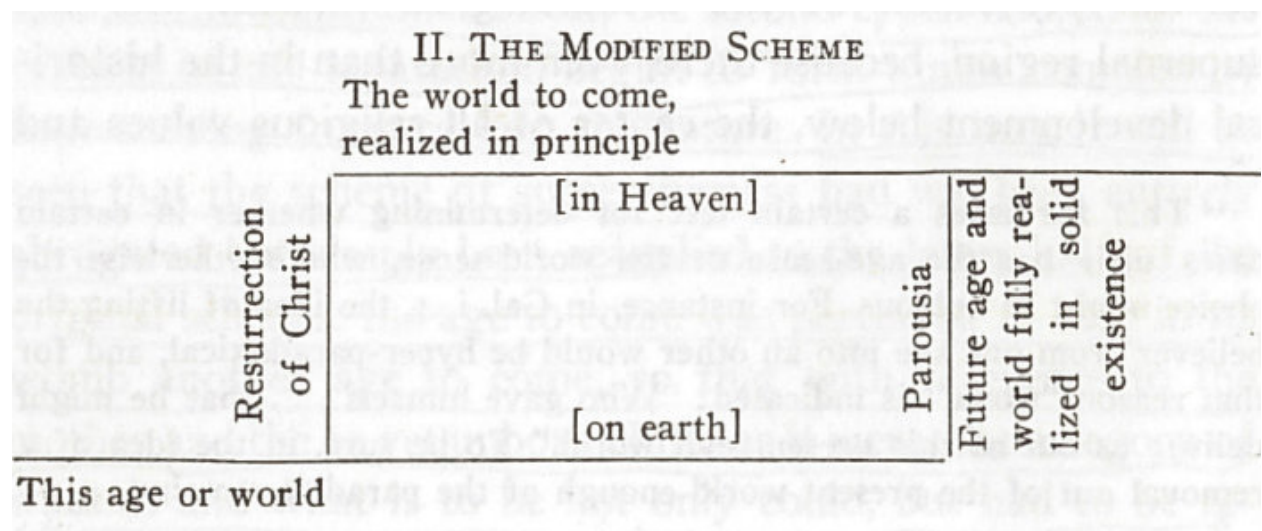 II. THE MODIFIED SCHEME
The world to come,
realized in principle
[in Heaven]
Resurrection
of Christ
Parousia
Future age and
world fully rea-
lized in solid
existence
[on earth]
This age or world